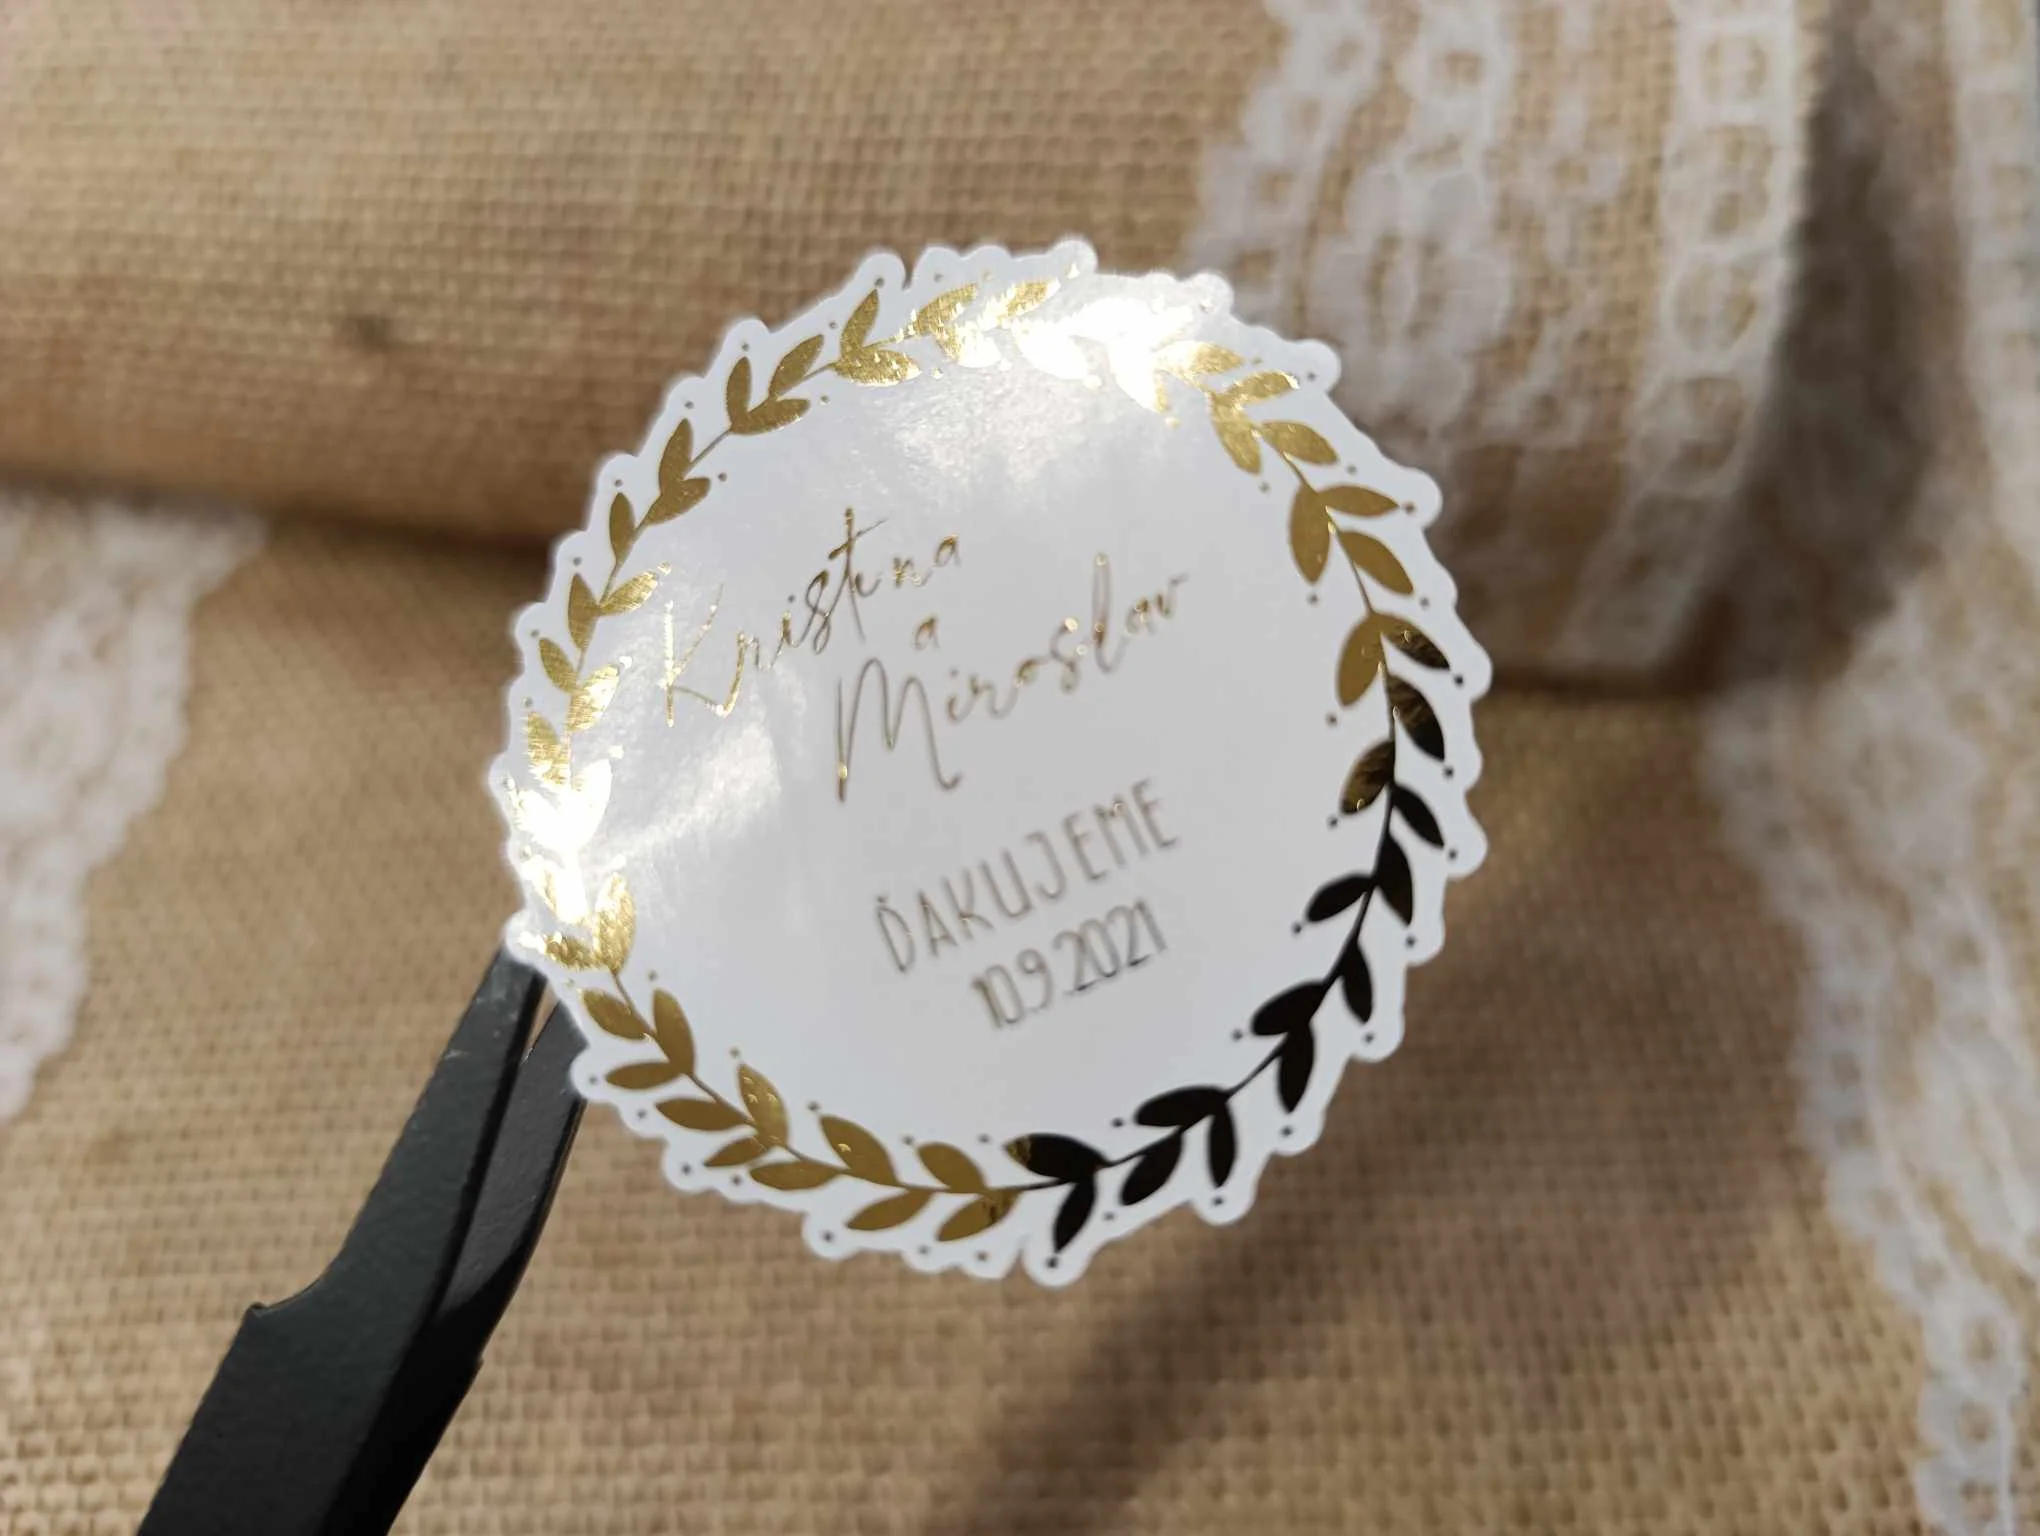 Kristína
a
Miroslav
ĎAKUJEME
10.9.2021